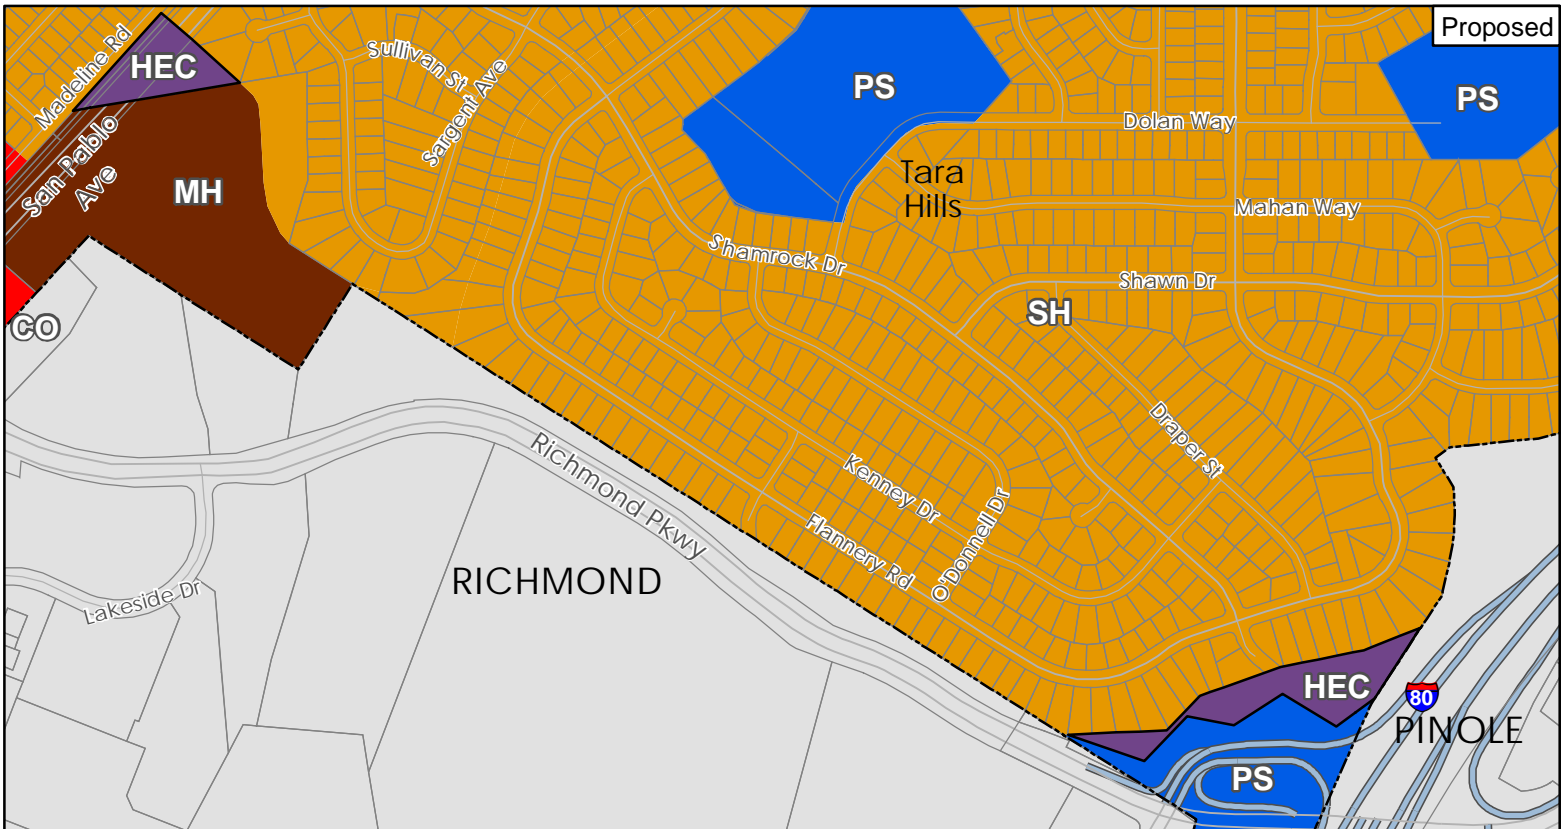 Proposed
Madeline Rd
HEC
Sullivan St
Sargent Ave
PS
PS
Dolan Way
San Pablo
Ave
MH
Tara
Hills
Mahan Way
Shamrock Dr
Shawn Dr
SH
CO
Draper St
Richmond Pkwy
Kenney Dr
Flannery Rd
O'Donnell Dr
RICHMOND
Lakeside Dr
HEC
80
PINOLE
PS